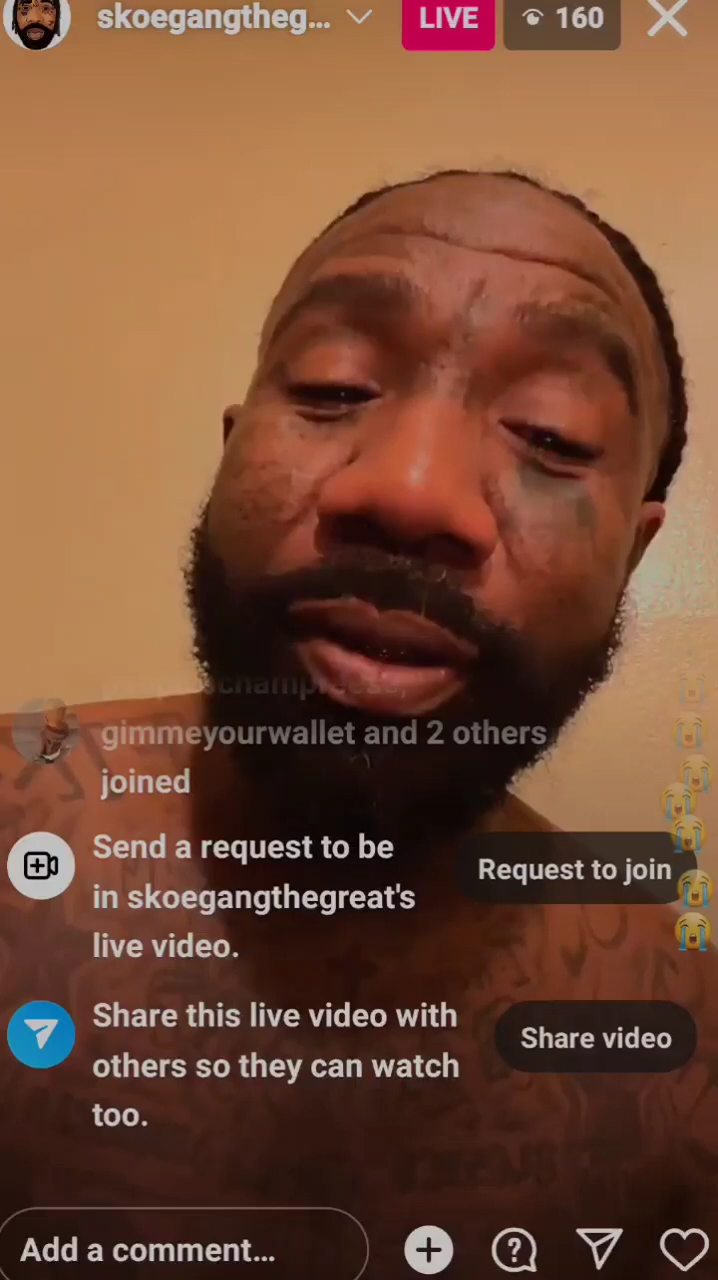 skoegangtheg...
LIVE
160
gimmeyourwallet and 2 others
joined
Send a request to be
in skoegangthegreat's
live video.
Request to join
Share this live video with
others so they can watch
too.
Share video
Add a comment...